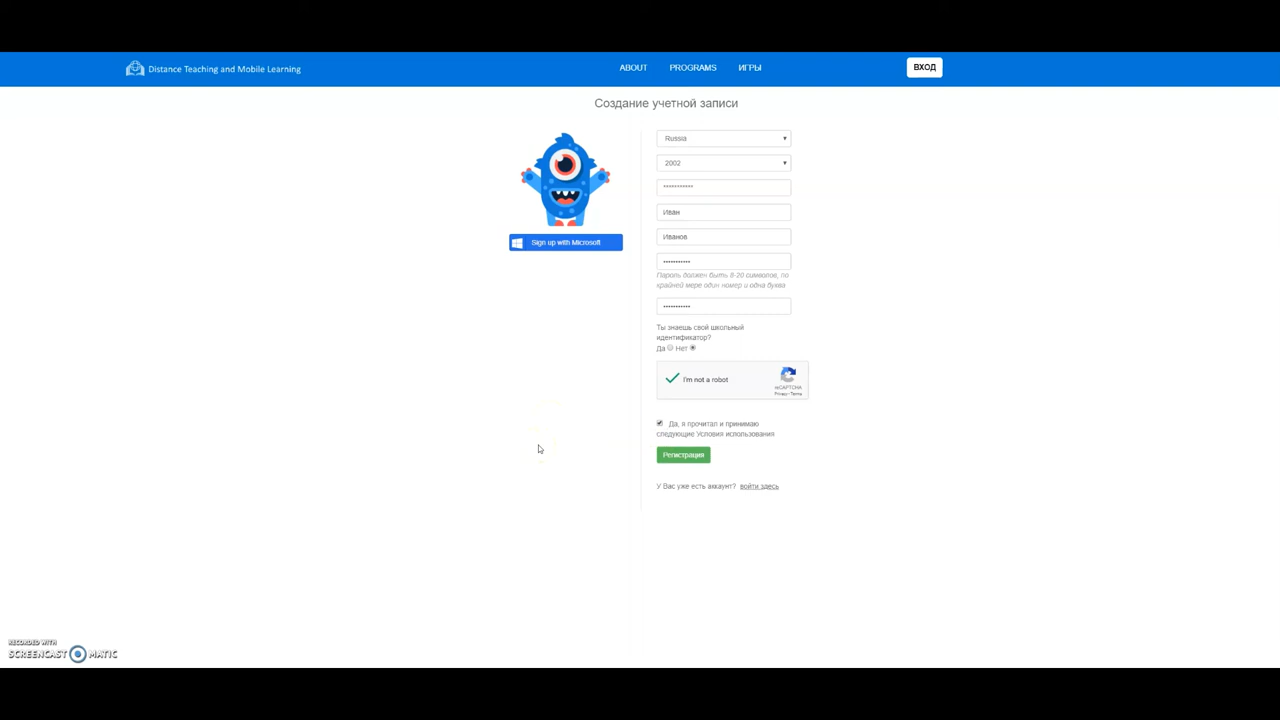 Distance Teaching and Mobile Learning
ABOUT
PROGRAMS
ИГРЫ
ВХОД
Создание учетной записи
Russia
2002
***********
Иван
Sign up with Microsoft
Иванов
•••••••••••
Пароль должен быть 8-20 символов, по
крайней мере один номер и одна буква
•••••••••••
Ты знаешь свой школьный
идентификатор?
Да Нет
I'm not a robot
reCAPTCHA
Privacy - Terms
Да, я прочитал и принимаю
следующие Условия использования
Регистрация
У Вас уже есть аккаунт? войти здесь
RECORDED WITH
SCREENCAST MATIC